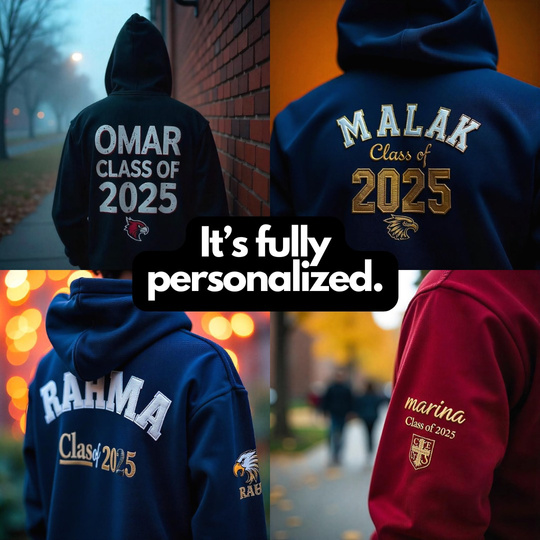 OMAR
CLASS OF
2025
MALAK
Class of
2025
It's fully
personalized.
RAHMA
Class of 2025
marina
Class of 2025